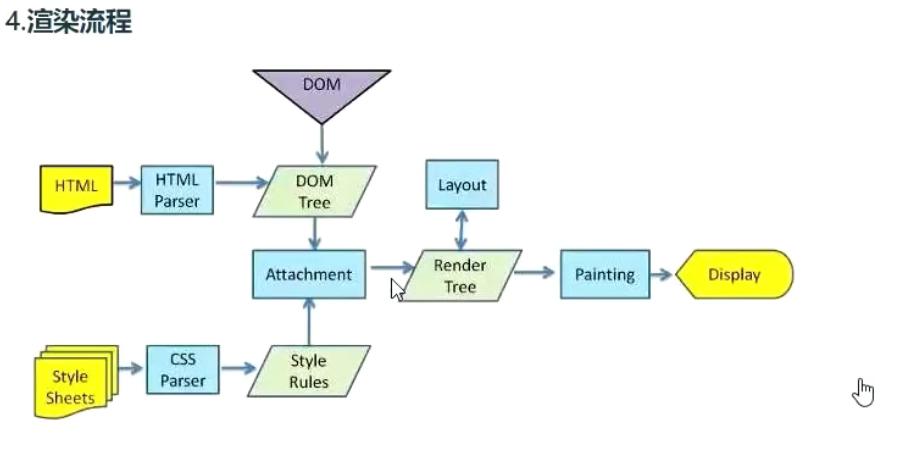 4.渲染流程
DOM
HTML
HTML
Parser
DOM
Tree
Layout
Attachment
Render
Tree
Painting
Display
Style
Sheets
CSS
Parser
Style
Rules